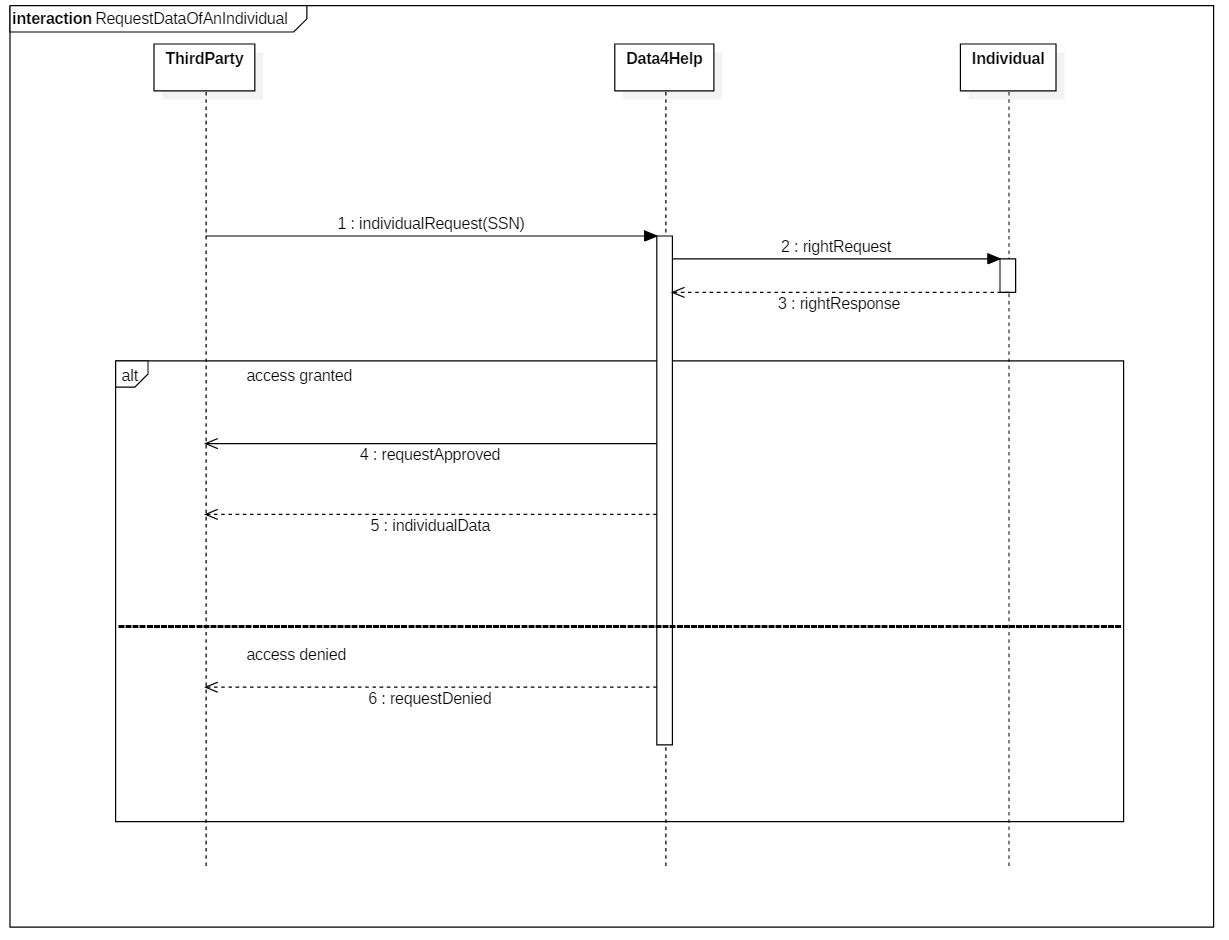 interaction RequestDataOfAnIndividual
ThirdParty
Data4Help
Individual
1 : individualRequest(SSN)
2 : rightRequest
3 : rightResponse
alt
access granted
4 : requestApproved
5 : individualData
access denied
6 : requestDenied